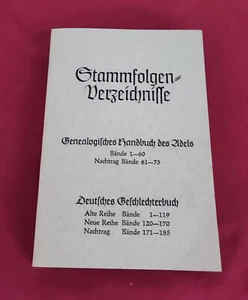 Stammfolgen=
Verzeichnisse
Genealogisches Handbuch des Adels
Bände 1—60
Nachtrag Bände 61—75
Deutsches Geschlechterbuch
Alte Reihe Bände 1—119
Neue Reihe Bände 120—170
Nachtrag Bände 171—185